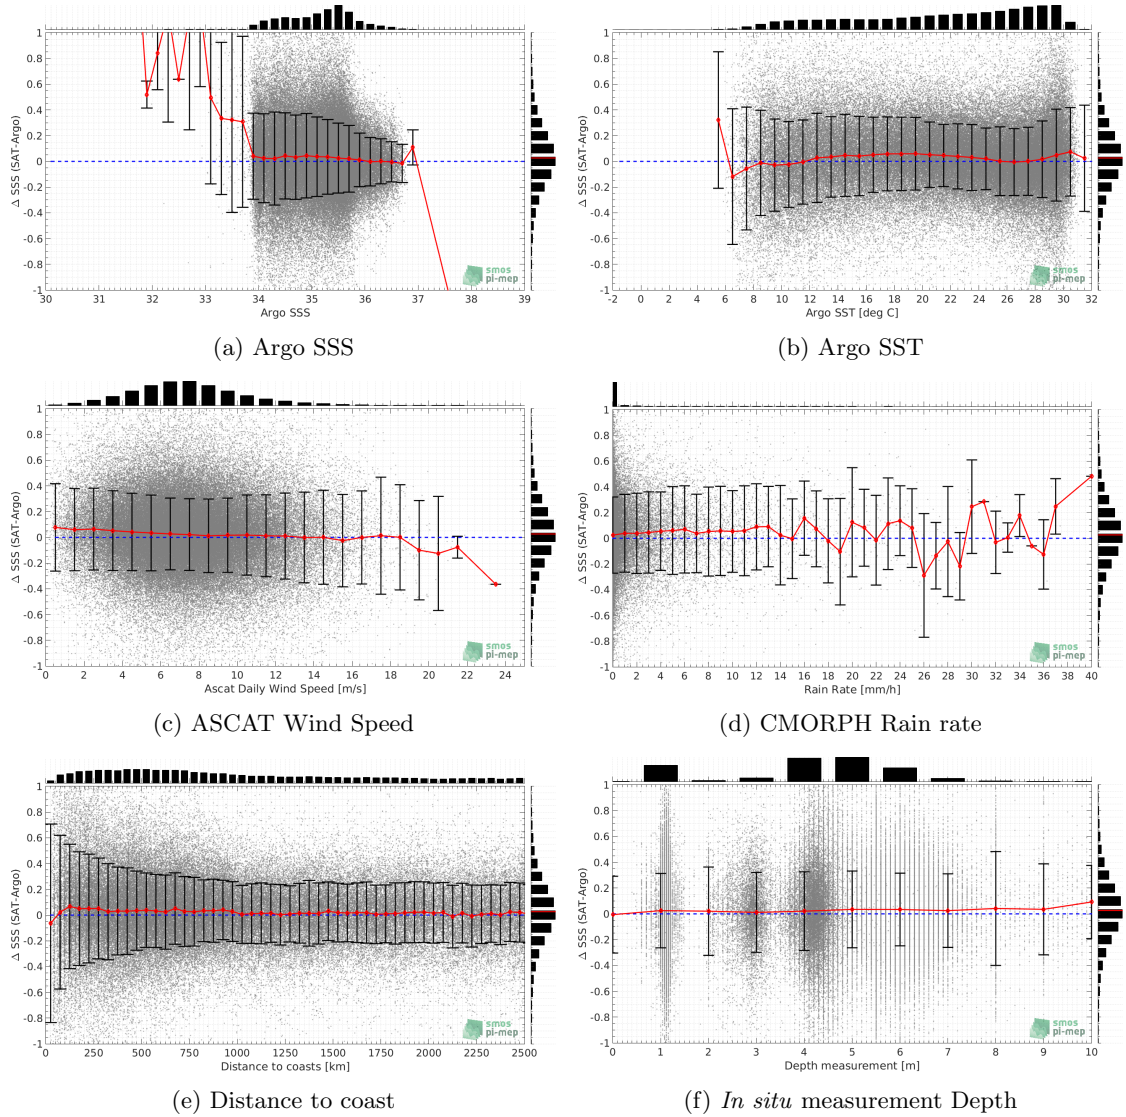 1
0.8
0.6
0.4
0.2
0
-0.2
-0.4
-0.6
-0.8
-1
Δ SSS (SAT-Argo)
smos
pi-mep
30 31 32 33 34 35 36 37 38 39
Argo SSS
(a) Argo SSS
1
0.8
0.6
0.4
0.2
0
-0.2
-0.4
-0.6
-0.8
-1
Δ SSS (SAT-Argo)
smos
pi-mep
-2 0 2 4 6 8 10 12 14 16 18 20 22 24 26 28 30 32
Argo SST [deg C]
(b) Argo SST
1
0.8
0.6
0.4
0.2
0
-0.2
-0.4
-0.6
-0.8
-1
Δ SSS (SAT-Argo)
smos
pi-mep
0 2 4 6 8 10 12 14 16 18 20 22 24
Ascat Daily Wind Speed [m/s]
(c) ASCAT Wind Speed
1
0.8
0.6
0.4
0.2
0
-0.2
-0.4
-0.6
-0.8
-1
Δ SSS (SAT-Argo)
smos
pi-mep
0 2 4 6 8 10 12 14 16 18 20 22 24 26 28 30 32 34 36 38 40
Rain Rate [mm/h]
(d) CMORPH Rain rate
1
0.8
0.6
0.4
0.2
0
-0.2
-0.4
-0.6
-0.8
-1
Δ SSS (SAT-Argo)
smos
pi-mep
0 250 500 750 1000 1250 1500 1750 2000 2250 2500
Distance to coasts [km]
(e) Distance to coast
1
0.8
0.6
0.4
0.2
0
-0.2
-0.4
-0.6
-0.8
-1
Δ SSS (SAT-Argo)
smos
pi-mep
0 1 2 3 4 5 6 7 8 9 10
Depth measurement [m]
(f) In situ measurement Depth